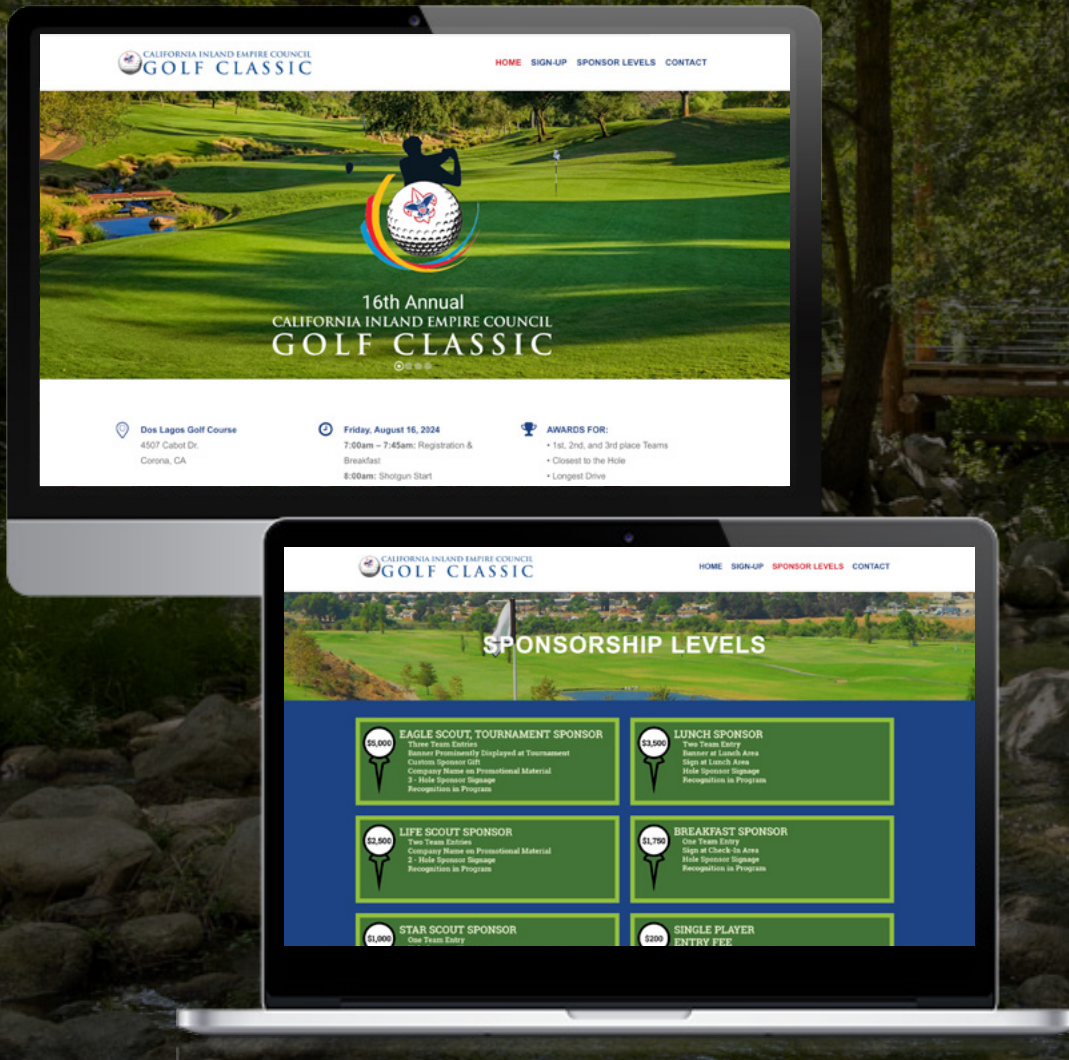 CALIFORNIA INLAND EMPIRE COUNCIL
GOLF CLASSIC
HOME SIGN-UP SPONSOR LEVELS CONTACT
16th Annual
CALIFORNIA INLAND EMPIRE COUNCIL
GOLF CLASSIC
Dos Lagos Golf Course
4507 Cabot Dr.
Corona, CA
Friday, August 16, 2024
7:00am – 7:45am: Registration &
Breakfast
8:00am: Shotgun Start
AWARDS FOR:
• 1st, 2nd, and 3rd place Teams
• Closest to the Hole
• Longest Drive
CALIFORNIA INLAND EMPIRE COUNCIL
GOLF CLASSIC
HOME SIGN-UP SPONSOR LEVELS CONTACT
SPONSORSHIP LEVELS
$5,000
EAGLE SCOUT, TOURNAMENT SPONSOR
Three Team Entries
Banner Prominently Displayed at Tournament
Custom Sponsor Gift
Company Name on Promotional Material
3 - Hole Sponsor Signage
Recognition in Program
$3,500
LUNCH SPONSOR
Two Team Entry
Banner at Lunch Area
Sign at Lunch Area
Hole Sponsor Signage
Recognition in Program
$2,500
LIFE SCOUT SPONSOR
Two Team Entries
Company Name on Promotional Material
2 - Hole Sponsor Signage
Recognition in Program
$1,750
BREAKFAST SPONSOR
One Team Entry
Sign at Check-In Area
Hole Sponsor Signage
Recognition in Program
$1,000
STAR SCOUT SPONSOR
One Team Entry
$200
SINGLE PLAYER
ENTRY FEE